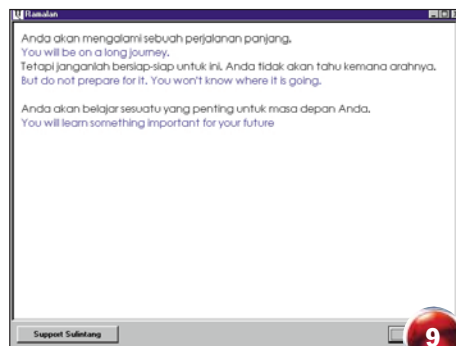 Ramalan
Anda akan mengalami sebuah perjalanan panjang.
You will be on a long journey.
Tetapi janganlah bersiap-siap untuk ini. Anda tidak akan tahu kemana arahnya.
But do not prepare for it. You won't know where it is going.
Anda akan belajar sesuatu yang penting untuk masa depan Anda.
You will learn something important for your future
Support Sulintang
9